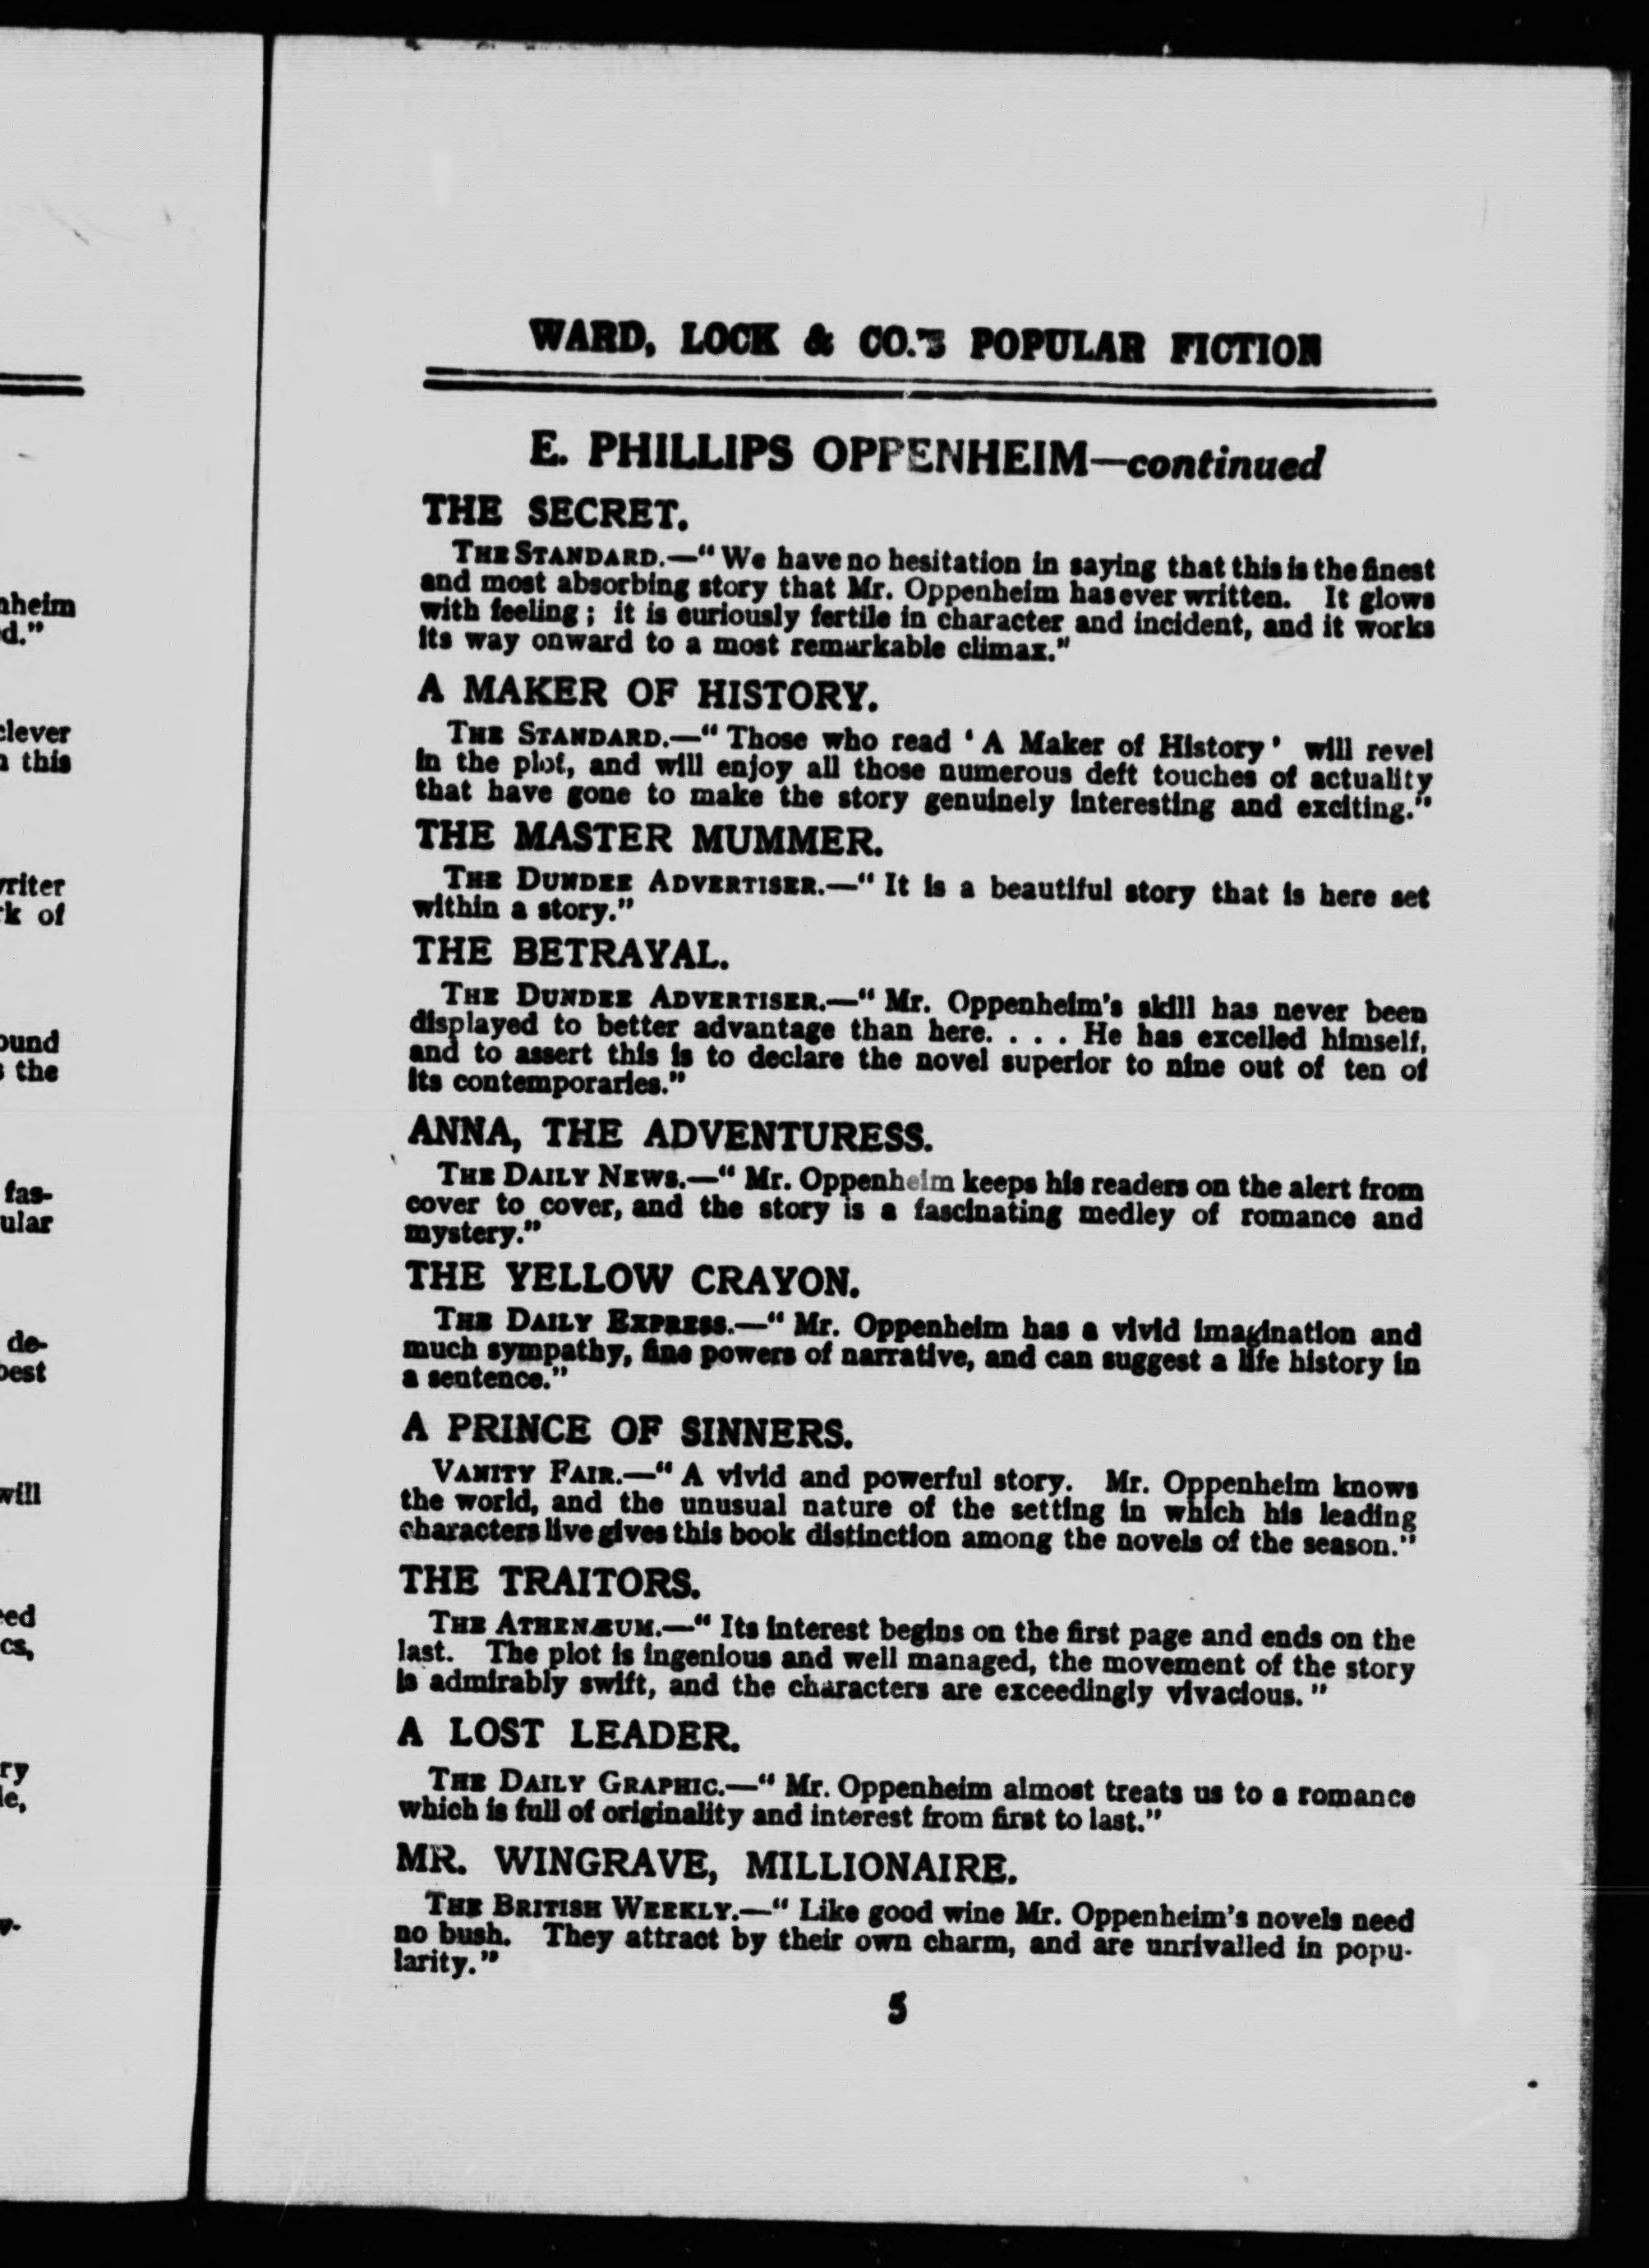 WARD, LOCK & CO.'S POPULAR FICTION
E. PHILLIPS OPPENHEIM—continued
THE SECRET.
THE STANDARD.—"We have no hesitation in saying that this is the finest
and most absorbing story that Mr. Oppenheim has ever written. It glows
with feeling; it is curiously fertile in character and incident, and it works
its way onward to a most remarkable climax."
A MAKER OF HISTORY.
THE STANDARD.—"Those who read 'A Maker of History' will revel
in the plot, and will enjoy all those numerous deft touches of actuality
that have gone to make the story genuinely interesting and exciting."
THE MASTER MUMMER.
THE DUNDEE ADVERTISER.—"It is a beautiful story that is here set
within a story."
THE BETRAYAL.
THE DUNDEE ADVERTISER.—"Mr. Oppenheim's skill has never been
displayed to better advantage than here. . . . He has excelled himself,
and to assert this is to declare the novel superior to nine out of ten of
its contemporaries."
ANNA, THE ADVENTURESS.
THE DAILY NEWS.—"Mr. Oppenheim keeps his readers on the alert from
cover to cover, and the story is a fascinating medley of romance and
mystery."
THE YELLOW CRAYON.
THE DAILY EXPRESS.—"Mr. Oppenheim has a vivid imagination and
much sympathy, fine powers of narrative, and can suggest a life history in
a sentence."
A PRINCE OF SINNERS.
VANITY FAIR.—"A vivid and powerful story. Mr. Oppenheim knows
the world, and the unusual nature of the setting in which his leading
characters live gives this book distinction among the novels of the season."
THE TRAITORS.
THE ATHENÆUM.—"Its interest begins on the first page and ends on the
last. The plot is ingenious and well managed, the movement of the story
is admirably swift, and the characters are exceedingly vivacious."
A LOST LEADER.
THE DAILY GRAPHIC.—"Mr. Oppenheim almost treats us to a romance
which is full of originality and interest from first to last."
MR. WINGRAVE, MILLIONAIRE.
THE BRITISH WEEKLY.—"Like good wine Mr. Oppenheim's novels need
no bush. They attract by their own charm, and are unrivalled in popu-
larity."
5